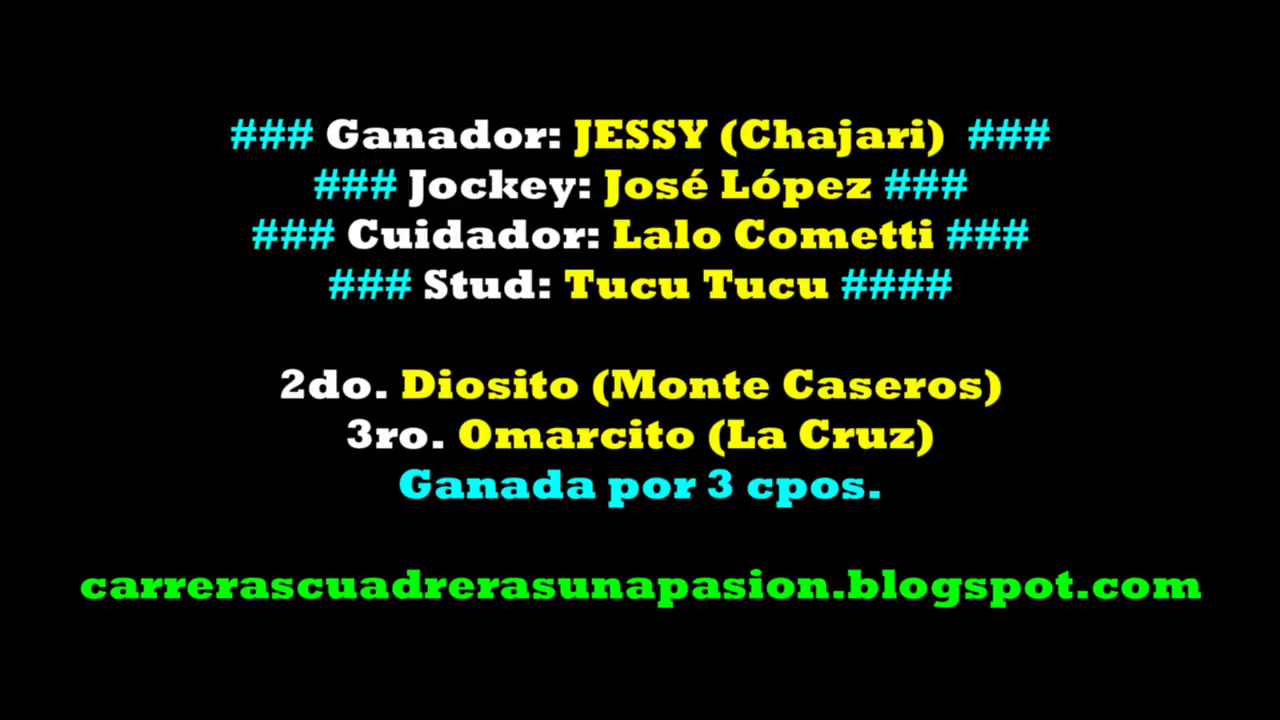 ### Ganador: JESSY (Chajari) ###
### Jockey: José López ###
### Cuidador: Lalo Cometti ###
### Stud: Tucu Tucu ####
2do. Diosito (Monte Caseros)
3ro. Omarcito (La Cruz)
Ganada por 3 cpos.
carrerascuadrerasunapasion.blogspot.com